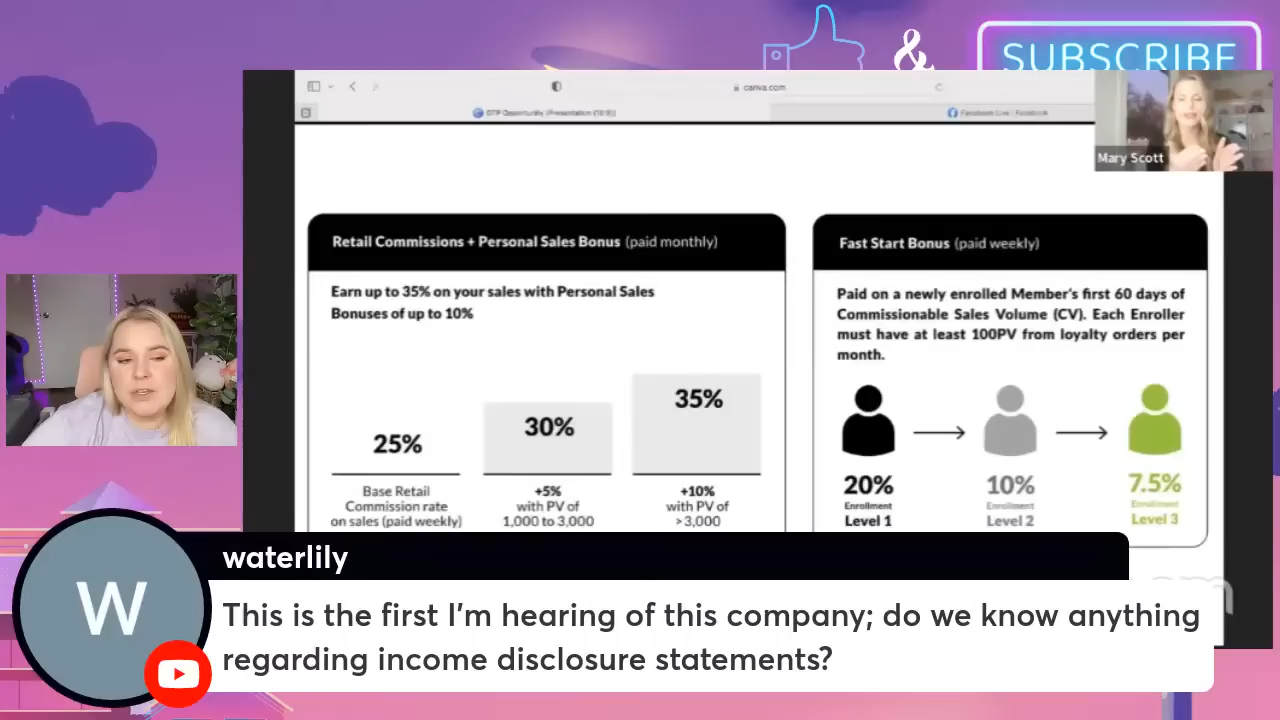 &
SUBSCRIBE
canva.com
Facebook Live | Facebook
Mary Scott
Retail Commissions + Personal Sales Bonus (paid monthly)
Earn up to 35% on your sales with Personal Sales
Bonuses of up to 10%
25%
30%
35%
Base Retail
Commission rate
on sales (paid weekly)
+5%
with PV of
1,000 to 3,000
+10%
with PV of
>3,000
Fast Start Bonus (paid weekly)
Paid on a newly enrolled Member's first 60 days of
Commissionable Sales Volume (CV). Each Enroller
must have at least 100PV from loyalty orders per
month.
20%
Enrollment
Level 1
10%
Enrollment
Level 2
7.5%
Enrollment
Level 3
W
waterlily
This is the first I'm hearing of this company; do we know anything
regarding income disclosure statements?